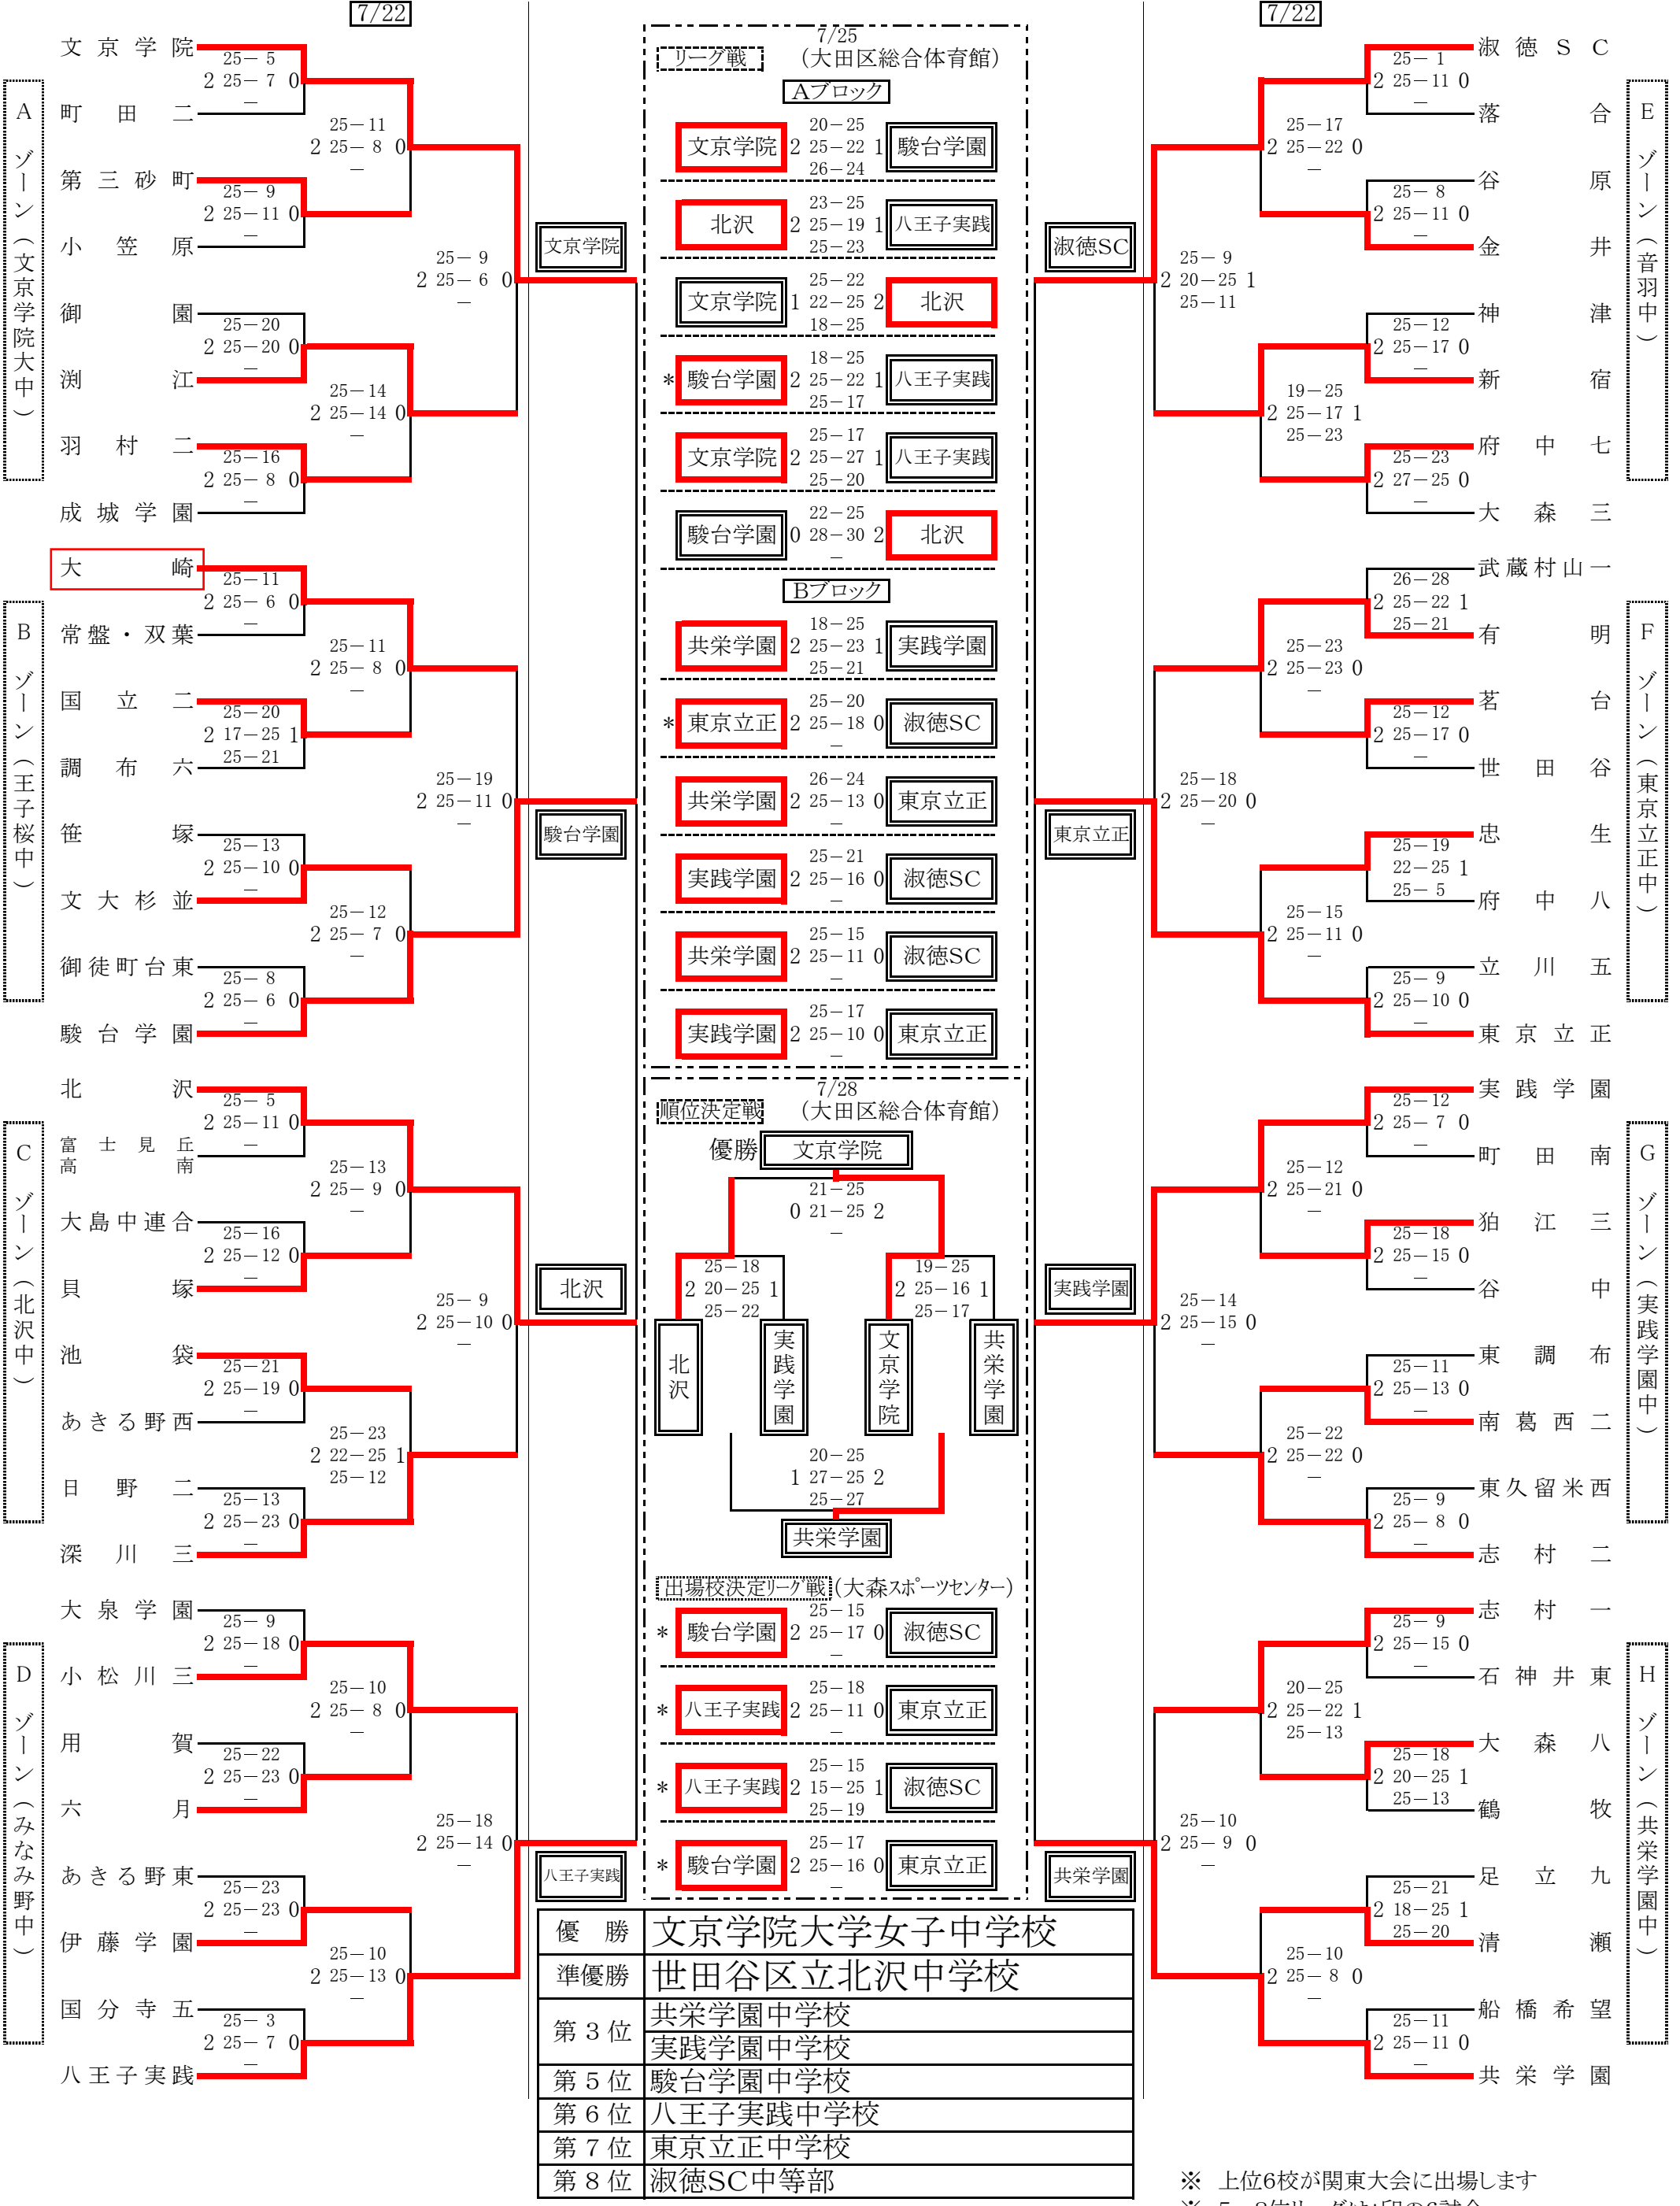 7/22
A ゾーン（文京学院大中）
文京学院
25－ 5
2 25－ 7 0
－
町田二
25－11
2 25－ 8 0
－
第三砂町
25－ 9
2 25－11 0
－
小笠原
25－ 9
2 25－ 6 0
－
文京学院
御園
25－20
2 25－20 0
－
渕江
25－14
2 25－14 0
－
羽村二
25－16
2 25－ 8 0
－
成城学園
B ゾーン（王子桜中）
大崎
25－11
2 25－ 6 0
－
常盤・双葉
25－11
2 25－ 8 0
－
国立二
25－20
2 17－25 1
25－21
調布六
25－19
2 25－11 0
－
駿台学園
笹塚
25－13
2 25－10 0
－
文大杉並
25－12
2 25－ 7 0
－
御徒町台東
25－ 8
2 25－ 6 0
－
駿台学園
C ゾーン（北沢中）
北沢
25－ 5
2 25－11 0
－
富士見丘
高南
25－13
2 25－ 9 0
－
大島中連合
25－16
2 25－12 0
－
貝塚
25－ 9
2 25－10 0
－
北沢
池袋
25－21
2 25－19 0
－
あきる野西
25－23
2 22－25 1
25－12
日野二
25－13
2 25－23 0
－
深川三
D ゾーン（みなみ野中）
大泉学園
25－ 9
2 25－18 0
－
小松川三
25－10
2 25－ 8 0
－
用賀
25－22
2 25－23 0
－
六月
25－18
2 25－14 0
－
八王子実践
あきる野東
25－23
2 25－23 0
－
伊藤学園
25－10
2 25－13 0
－
国分寺五
25－ 3
2 25－ 7 0
－
八王子実践
7/25
リーグ戦 （大田区総合体育館）
Aブロック
20－25
文京学院 2 25－22 1 駿台学園
26－24
23－25
北沢 2 25－19 1 八王子実践
25－23
25－22
文京学院 1 22－25 2 北沢
18－25
18－25
* 駿台学園 2 25－22 1 八王子実践
25－17
25－17
文京学院 2 25－27 1 八王子実践
25－20
22－25
駿台学園 0 28－30 2 北沢
－
Bブロック
18－25
共栄学園 2 25－23 1 実践学園
25－21
25－20
* 東京立正 2 25－18 0 淑徳SC
－
26－24
共栄学園 2 25－13 0 東京立正
－
25－21
実践学園 2 25－16 0 淑徳SC
－
25－15
共栄学園 2 25－11 0 淑徳SC
－
25－17
実践学園 2 25－10 0 東京立正
－
7/28
順位決定戦 （大田区総合体育館）
優勝 文京学院
21－25
0 21－25 2
－
25－18
2 20－25 1
25－22
19－25
2 25－16 1
25－17
北沢
実践学園
文京学院
共栄学園
20－25
1 27－25 2
25－27
共栄学園
出場校決定リーグ戦（大森スポーツセンター）
25－15
* 駿台学園 2 25－17 0 淑徳SC
－
25－18
* 八王子実践 2 25－11 0 東京立正
－
25－15
* 八王子実践 2 15－25 1 淑徳SC
25－19
25－17
* 駿台学園 2 25－16 0 東京立正
－
優勝 文京学院大学女子中学校
準優勝 世田谷区立北沢中学校
第3位 共栄学園中学校
実践学園中学校
第5位 駿台学園中学校
第6位 八王子実践中学校
第7位 東京立正中学校
第8位 淑徳SC中等部
7/22
E ゾーン（音羽中）
淑徳SC
25－ 1
2 25－11 0
－
落合
25－17
2 25－22 0
－
谷原
25－ 8
2 25－11 0
－
金井
淑徳SC
25－ 9
2 20－25 1
25－11
神津
25－12
2 25－17 0
－
新宿
19－25
2 25－17 1
25－23
府中七
25－23
2 27－25 0
－
大森三
F ゾーン（東京立正中）
武蔵村山一
26－28
2 25－22 1
25－21
有明
25－23
2 25－23 0
－
茗台
25－12
2 25－17 0
－
世田谷
25－18
2 25－20 0
－
東京立正
忠生
25－19
22－25 1
25－ 5
府中八
25－15
2 25－11 0
－
立川五
25－ 9
2 25－10 0
－
東京立正
G ゾーン（実践学園中）
実践学園
25－12
2 25－ 7 0
－
町田南
25－12
2 25－21 0
－
狛江三
25－18
2 25－15 0
－
谷中
実践学園
25－14
2 25－15 0
－
東調布
25－11
2 25－13 0
－
南葛西二
25－22
2 25－22 0
－
東久留米西
25－ 9
2 25－ 8 0
－
志村二
H ゾーン（共栄学園中）
志村一
25－ 9
2 25－15 0
－
石神井東
20－25
2 25－22 1
25－13
大森八
25－18
2 20－25 1
25－13
鶴牧
25－10
2 25－ 9 0
－
共栄学園
足立九
25－21
2 18－25 1
25－20
清瀬
25－10
2 25－ 8 0
－
船橋希望
25－11
2 25－11 0
－
共栄学園
※ 上位6校が関東大会に出場します